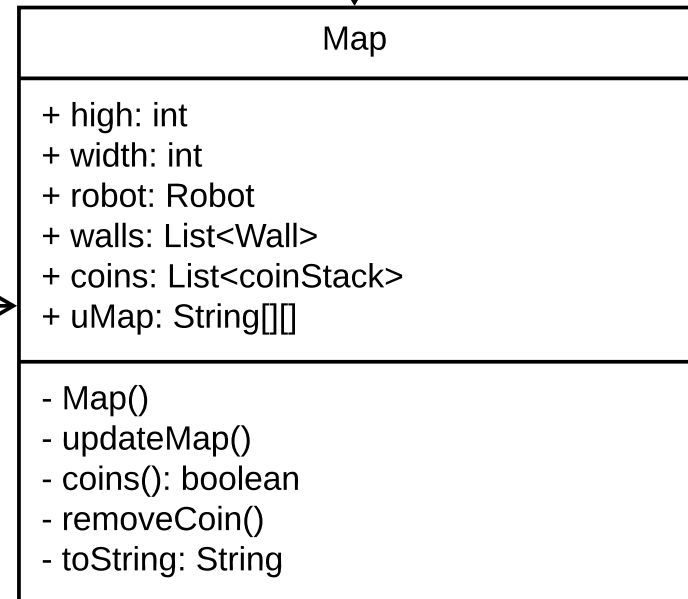 Map
+ high: int
+ width: int
+ robot: Robot
+ walls: List<Wall>
+ coins: List<coinStack>
+ uMap: String[][]
- Map()
- updateMap()
- coins(): boolean
- removeCoin()
- toString: String